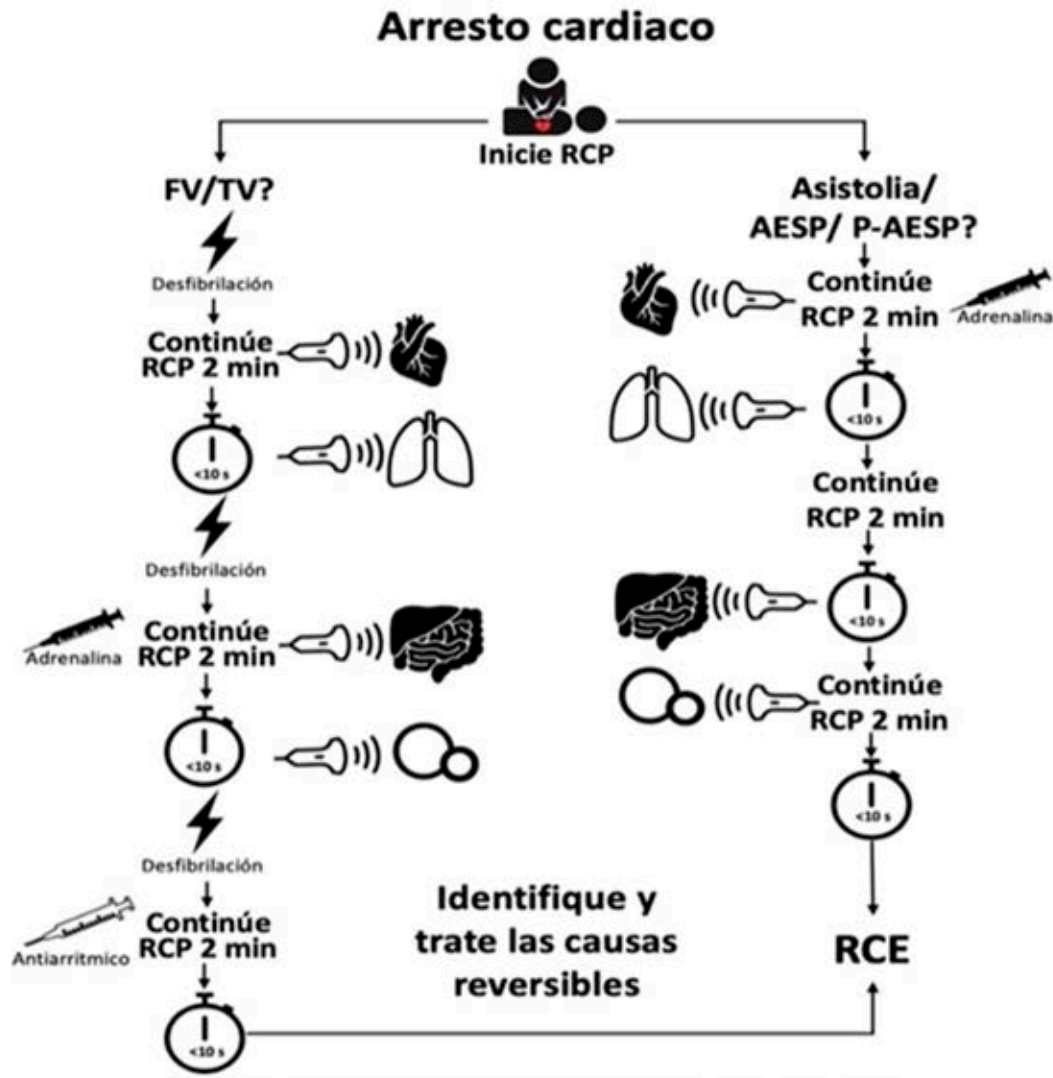 Arresto cardiaco
Inicie RCP
FV/TV?
Desfibrilación
Continúe
RCP 2 min
<10 s
Desfibrilación
Adrenalina
Continúe
RCP 2 min
<10 s
Desfibrilación
Antiarritmico
Continúe
RCP 2 min
<10 s
Asistolia/
AESP/ P-AESP?
Continúe
RCP 2 min
Adrenalina
<10 s
Continúe
RCP 2 min
<10 s
Continúe
RCP 2 min
<10 s
RCE
Identifique y
trate las causas
reversibles